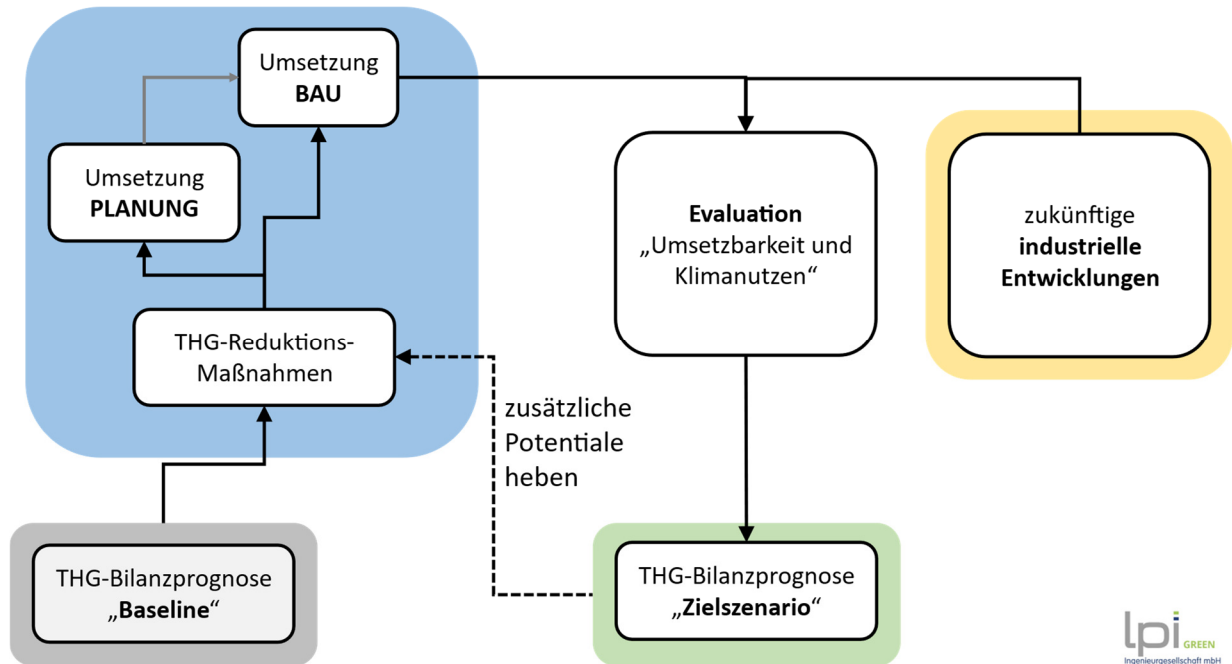 Umsetzung
BAU
Umsetzung
PLANUNG
THG-Reduktions-
Maßnahmen
THG-Bilanzprognose
„Baseline“
zusätzliche
Potentiale
heben
Evaluation
„Umsetzbarkeit und
Klimanutzen“
THG-Bilanzprognose
„Zielszenario“
zukünftige
industrielle
Entwicklungen
lpi GREEN
Ingenieurgesellschaft mbH